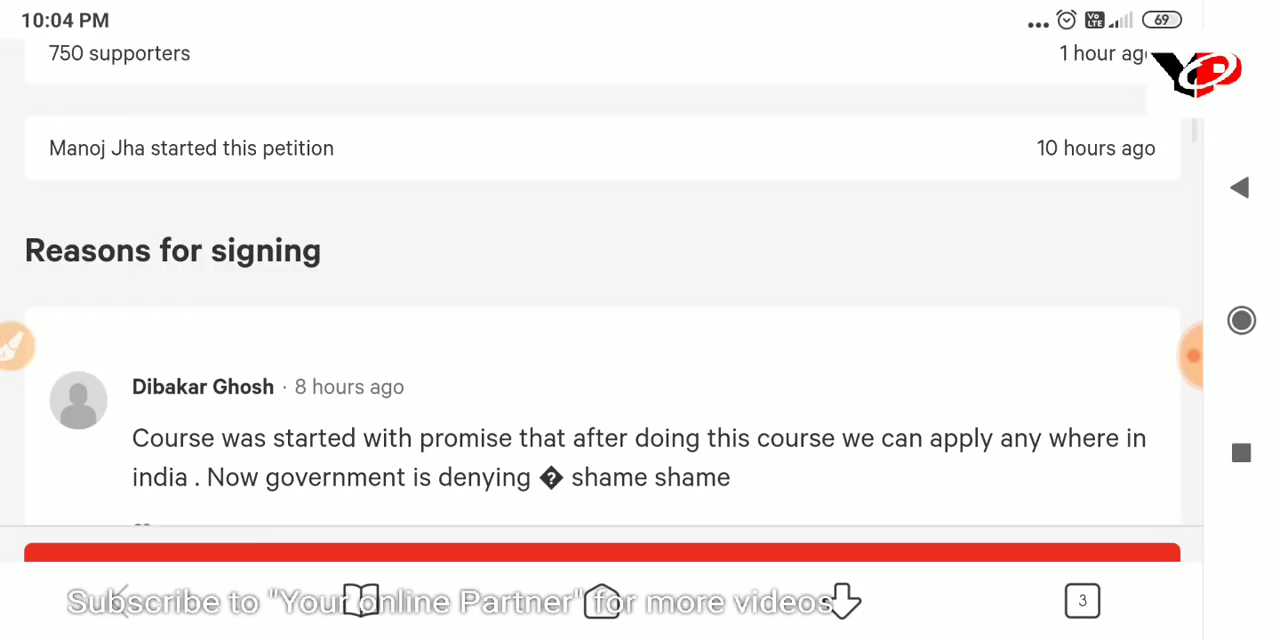 10:04 PM
69
750 supporters
1 hour ag
Manoj Jha started this petition
10 hours ago
Reasons for signing
Dibakar Ghosh · 8 hours ago
Course was started with promise that after doing this course we can apply any where in
india . Now government is denying � shame shame
Subscribe to "Your online Partner" for more videos
3